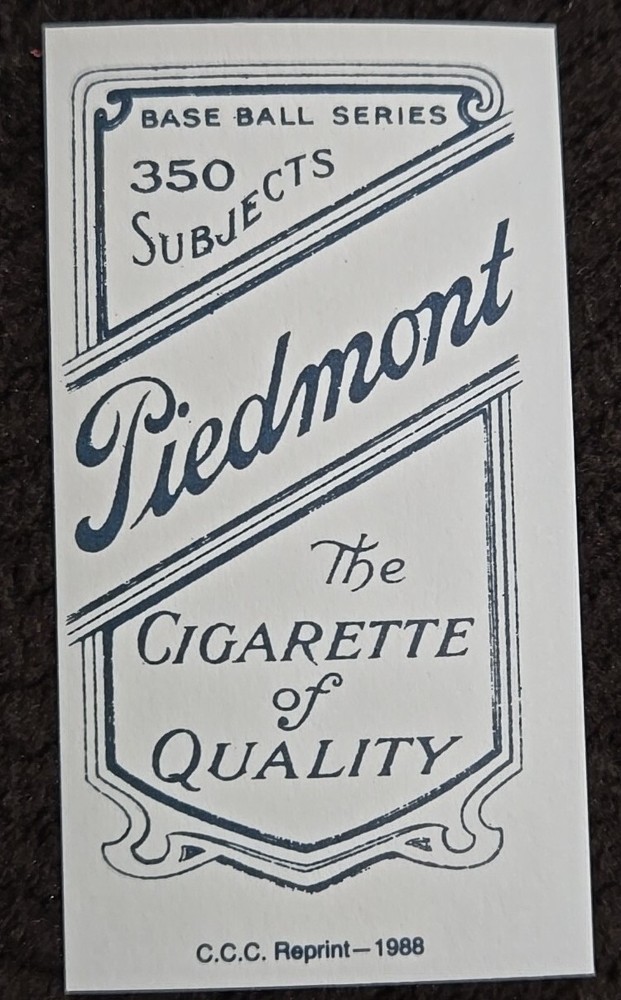 BASE BALL SERIES
350
SUBJECTS
Piedmont
The
CIGARETTE
of
QUALITY
C.C.C. Reprint—1988